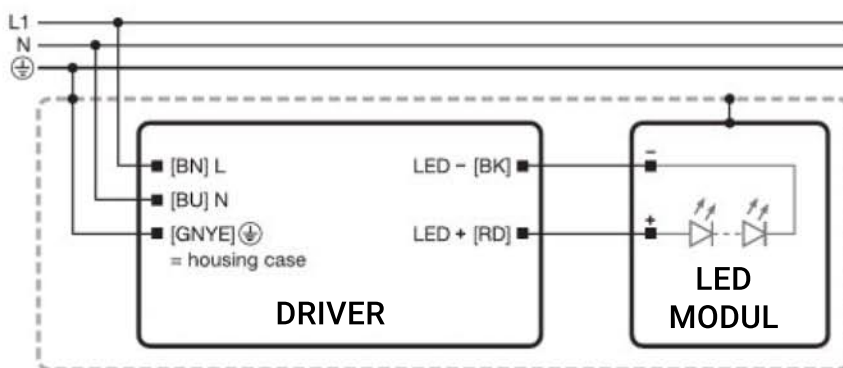 L1
N
⏚
[BN] L
LED − [BK]
−
[BU] N
[GNYE] ⏚
LED + [RD]
+
= housing case
DRIVER
LED
MODUL